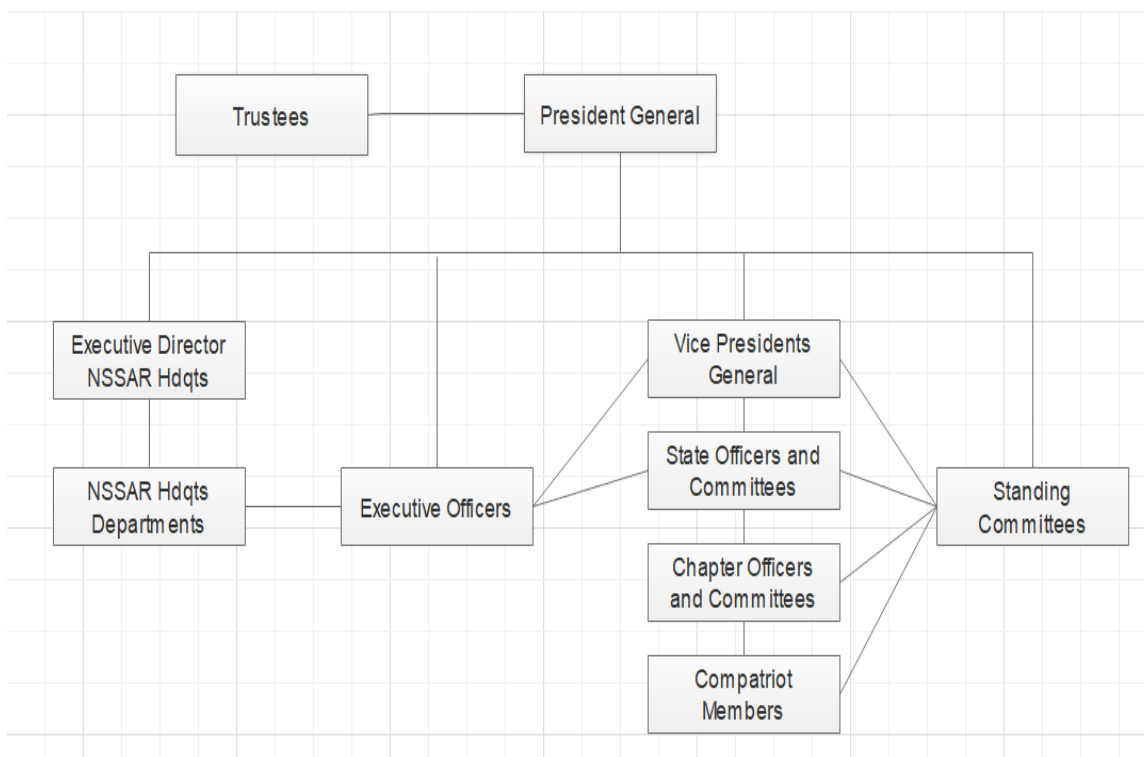 Trustees
President General
Executive Director
NSSAR Hdqts
Vice Presidents
General
NSSAR Hdqts
Departments
Executive Officers
State Officers and
Committees
Standing
Committees
Chapter Officers
and Committees
Compatriot
Members